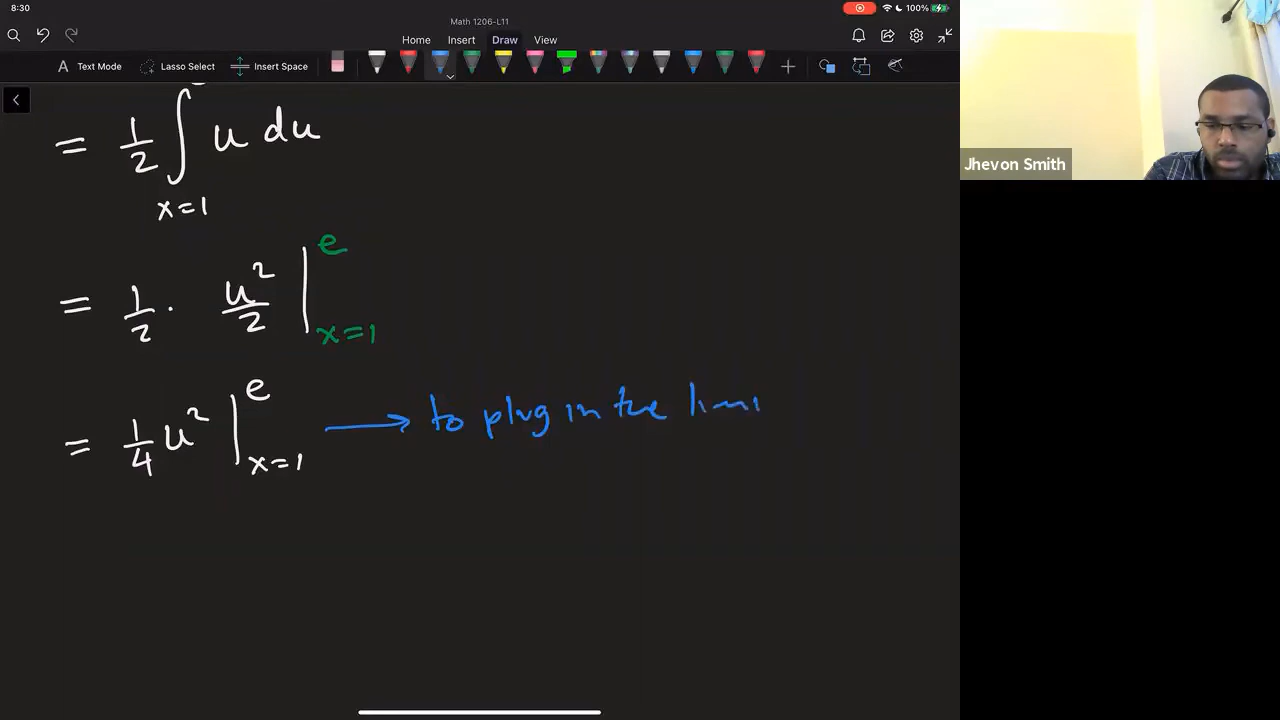 8:30
100%
Math 1206-L11
Home Insert Draw View
Text Mode Lasso Select Insert Space
= 1/2 ∫ u du
x=1
= 1/2 · u²/2 | e
x=1
= 1/4 u² | e → to plug in the limi
x=1
Jhevon Smith